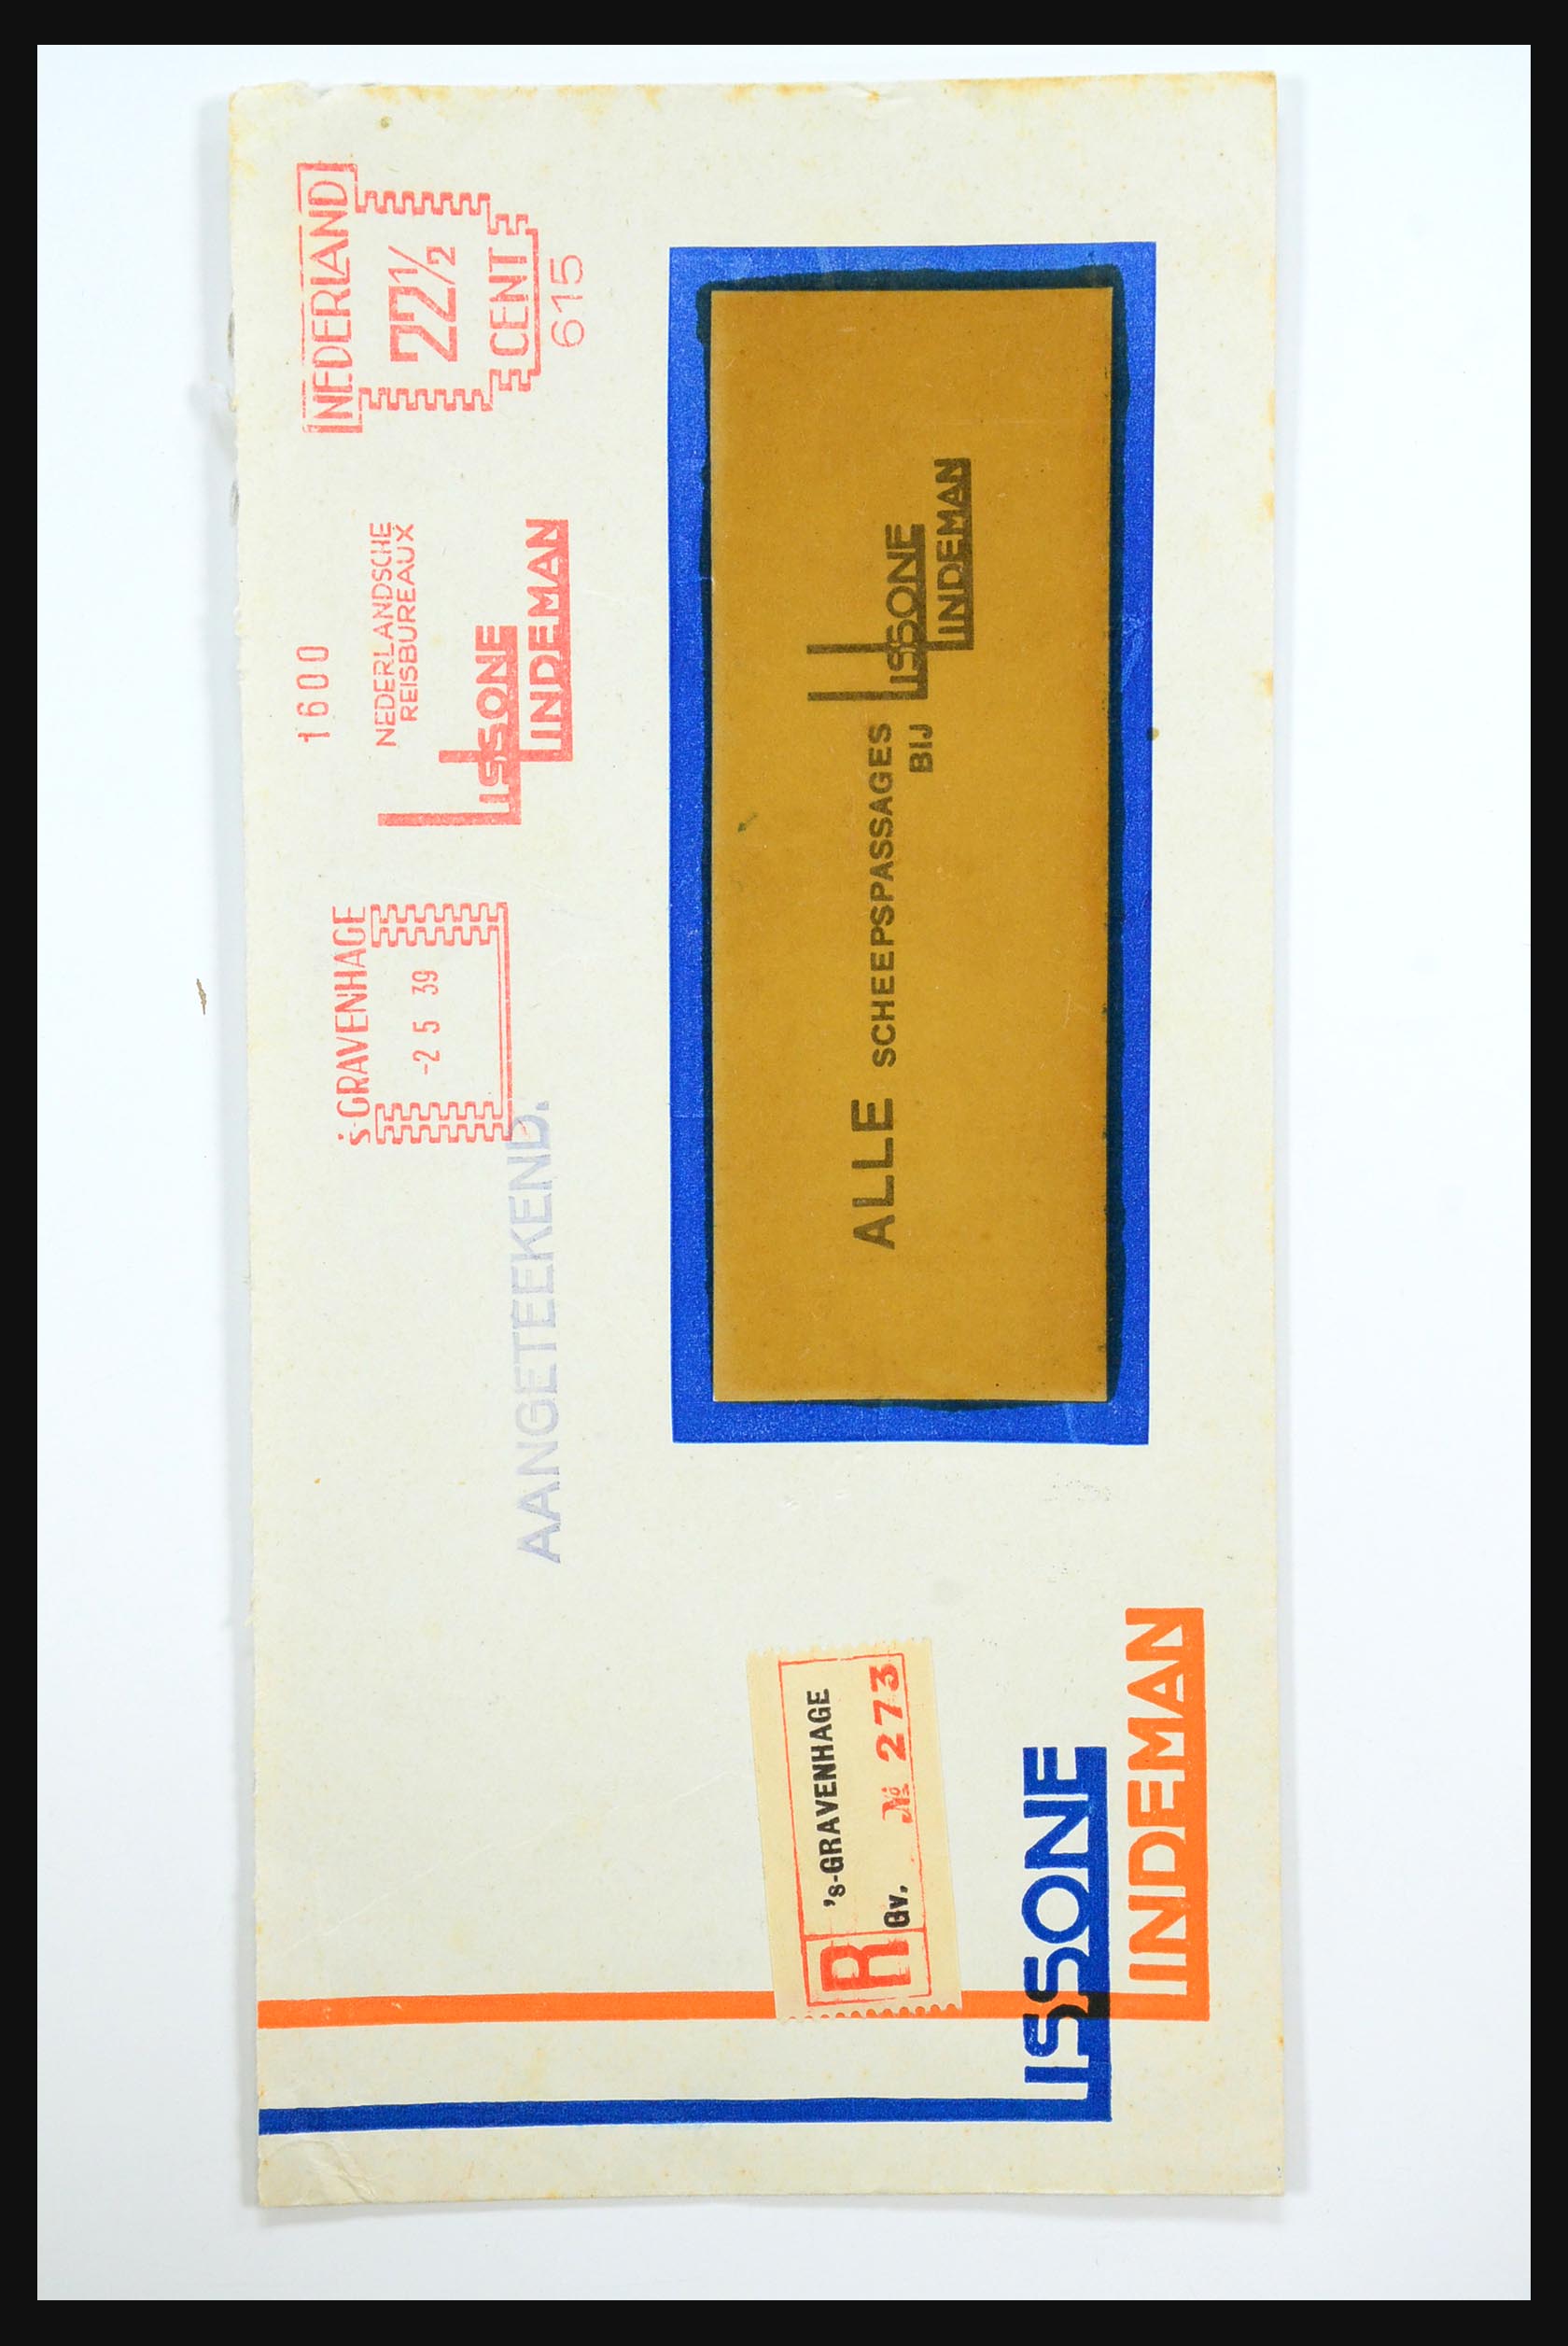 's-GRAVENHAGE
-2 5 39
1600
NEDERLANDSCHE
REISBUREAUX
LISSONE
LINDEMAN
NEDERLAND
22½
CENT
615
AANGETEEKEND.
ALLE SCHEEPSPASSAGES
BIJ
LISSONE
LINDEMAN
R
's-GRAVENHAGE
Gv. № 273
LISSONE
LINDEMAN